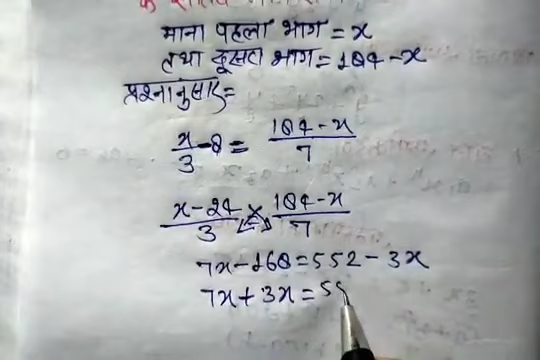 माना पहला भाग = x
तथा दूसरा भाग = 184 - x
प्रश्नानुसार =
x/3 - 8 = 184 - x/7
x - 24/3 × 184 - x/7
7x - 168 = 552 - 3x
7x + 3x = 55